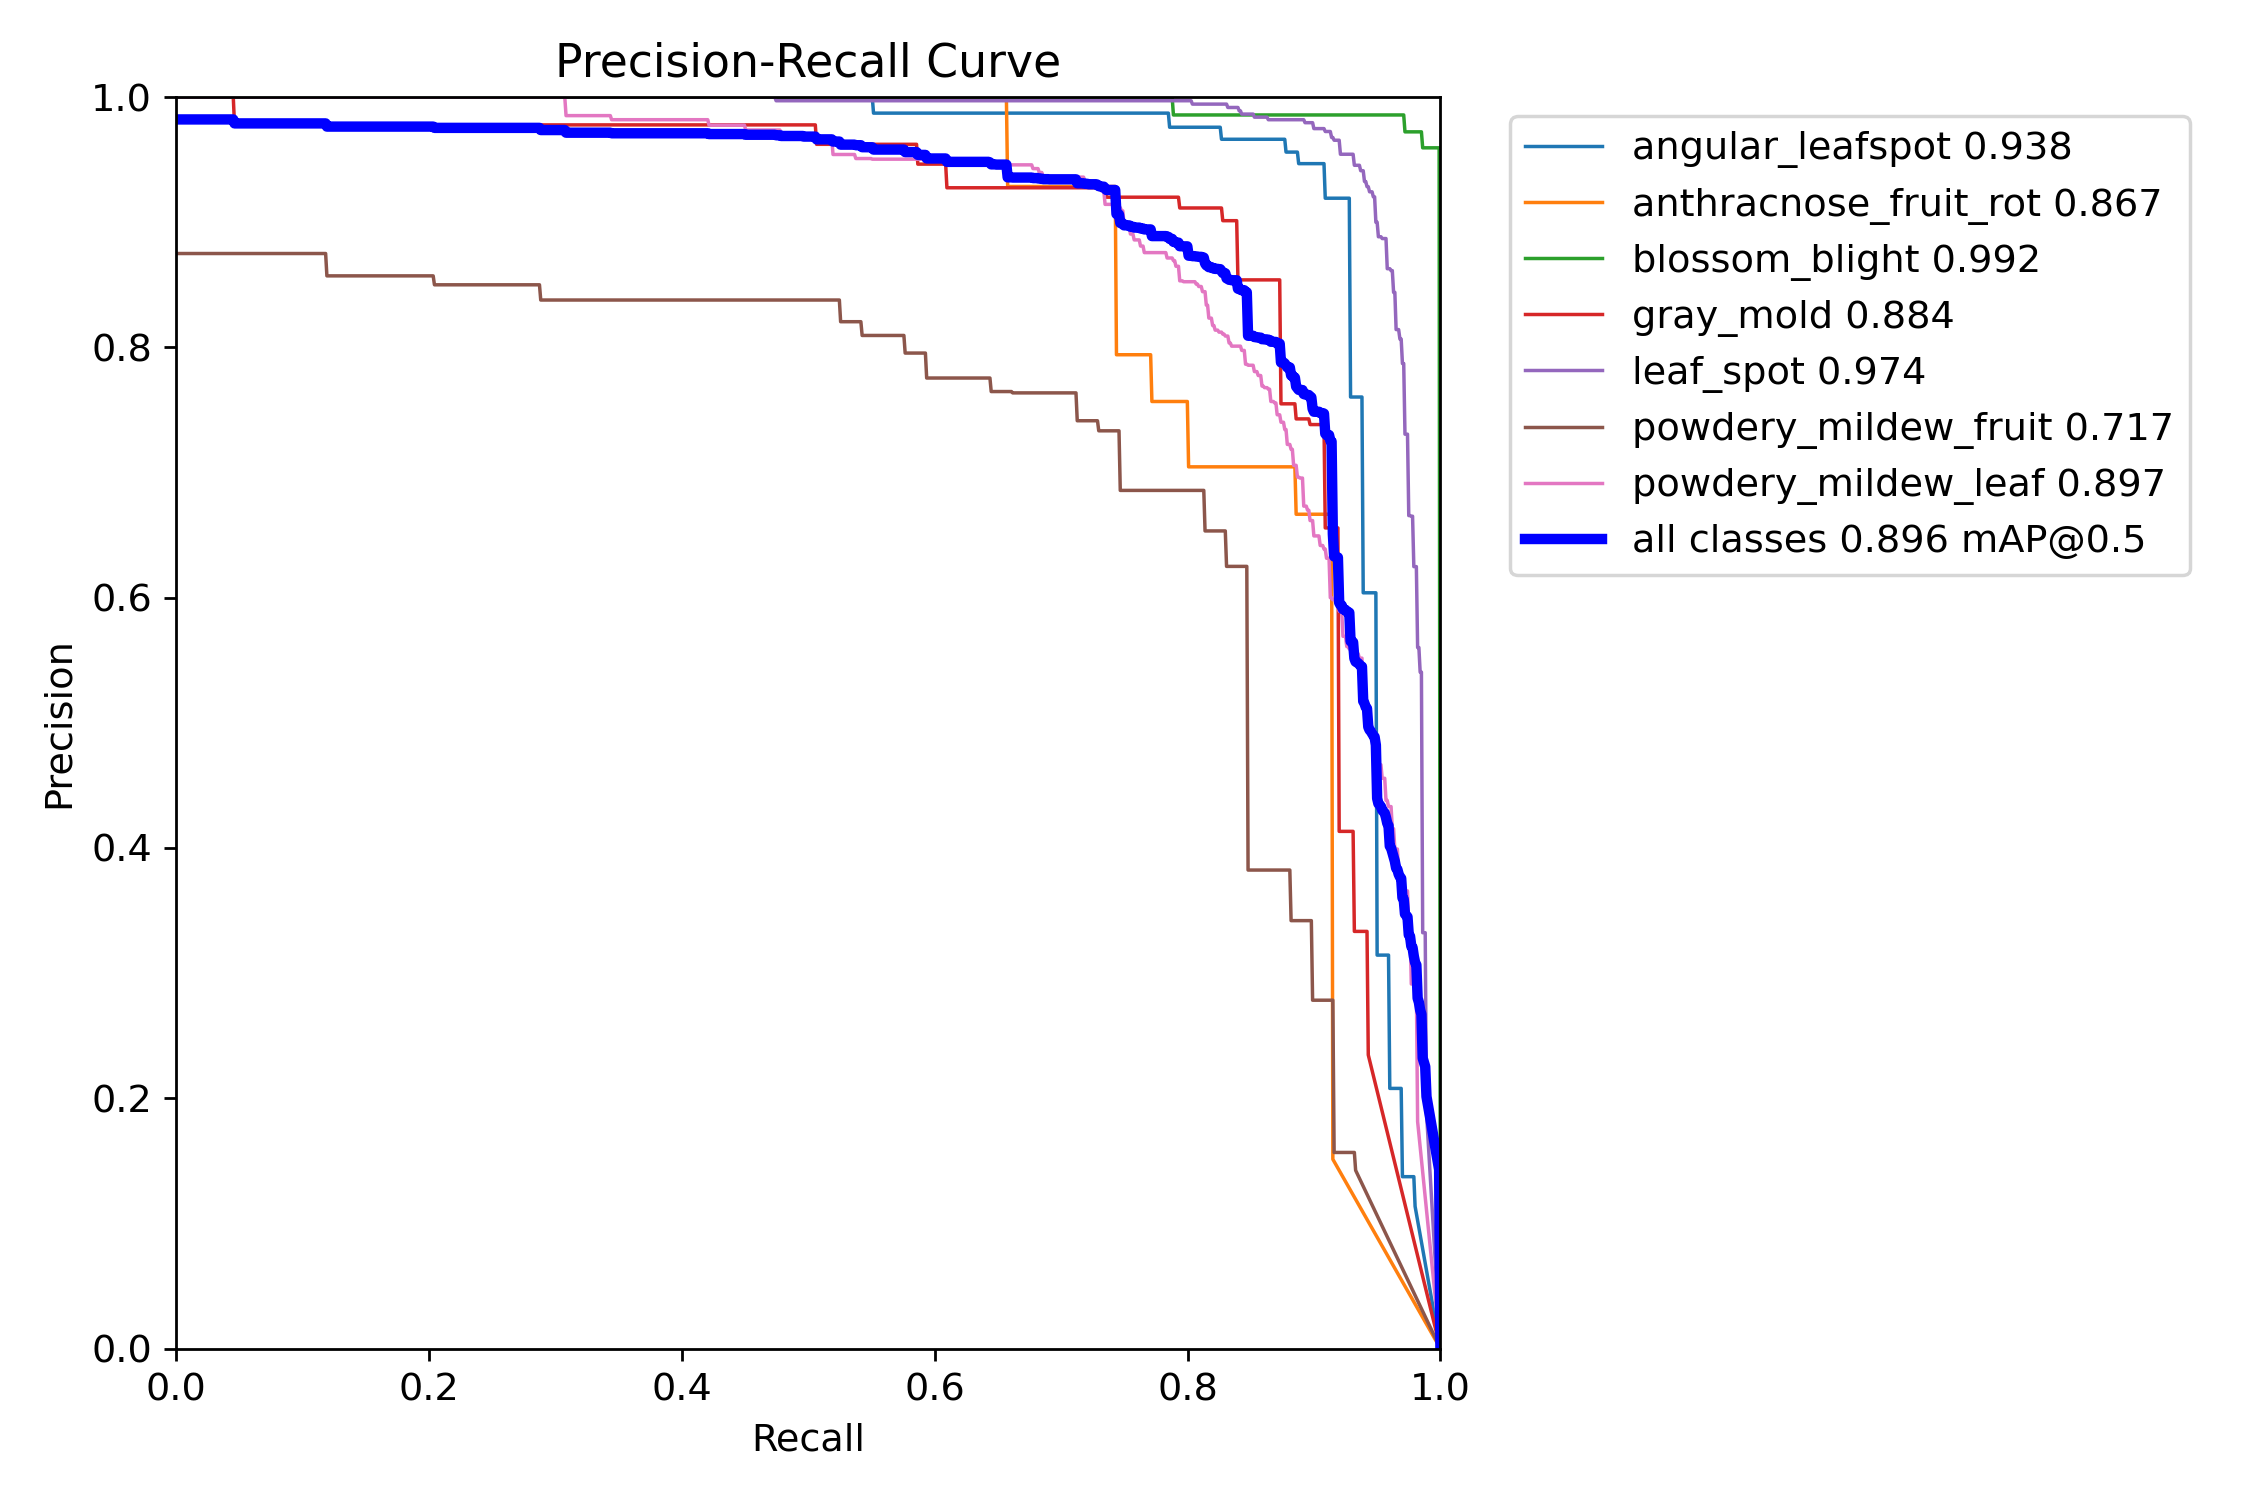 Precision-Recall Curve
1.0
0.8
0.6
0.4
0.2
0.0
Precision
0.0 0.2 0.4 0.6 0.8 1.0
Recall
angular_leafspot 0.938
anthracnose_fruit_rot 0.867
blossom_blight 0.992
gray_mold 0.884
leaf_spot 0.974
powdery_mildew_fruit 0.717
powdery_mildew_leaf 0.897
all classes 0.896 mAP@0.5